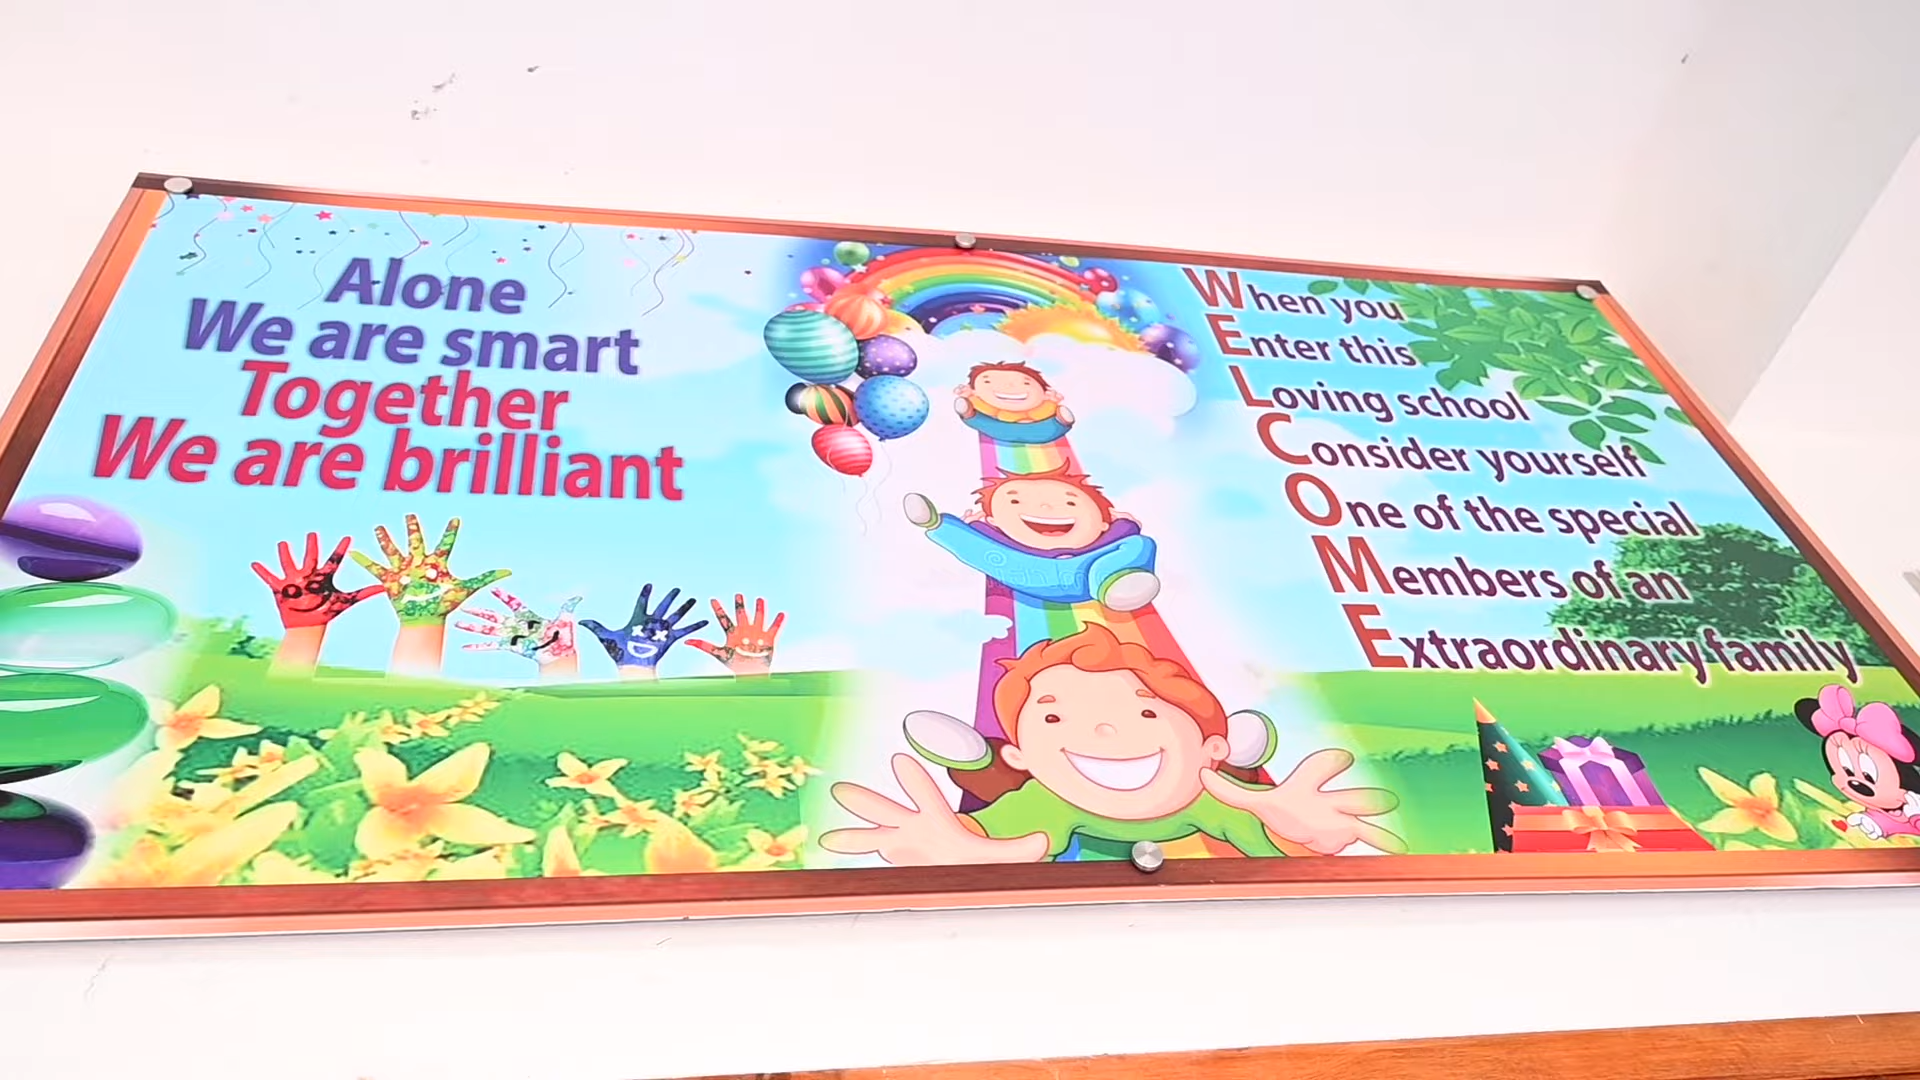 Alone
We are smart
Together
We are brilliant
When you
Enter this
Loving school
Consider yourself
One of the special
Members of an
Extraordinary family